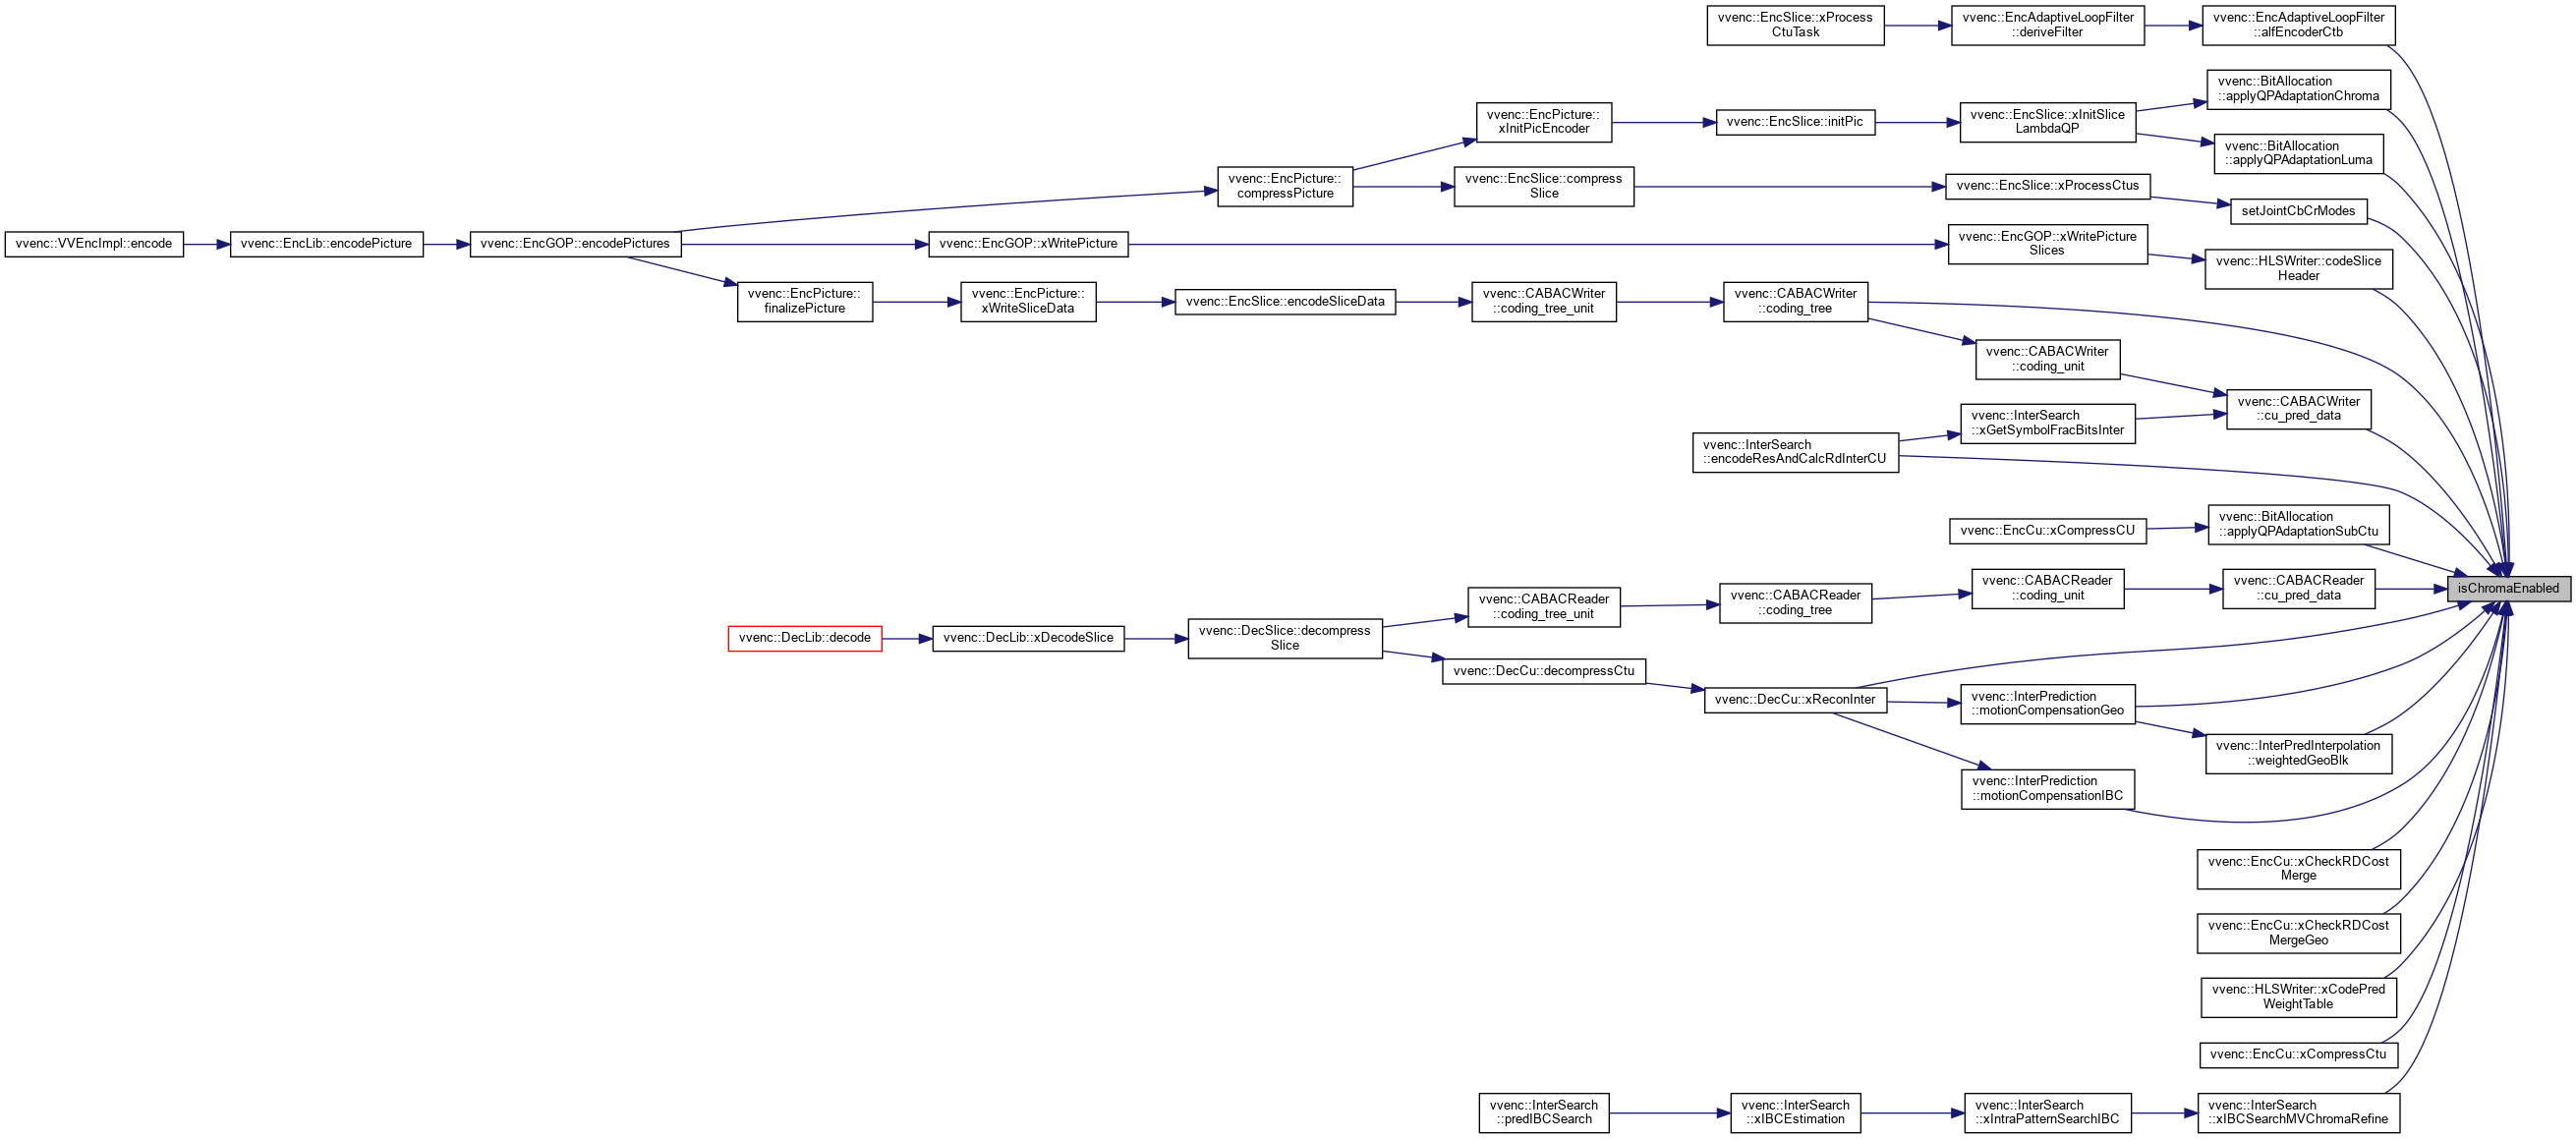 vvenc::EncSlice::xProcess
CtuTask
vvenc::EncAdaptiveLoopFilter
::deriveFilter
vvenc::EncAdaptiveLoopFilter
::alfEncoderCtb
vvenc::BitAllocation
::applyQPAdaptationChroma
vvenc::EncPicture::
xInitPicEncoder
vvenc::EncSlice::initPic
vvenc::EncSlice::xInitSlice
LambdaQP
vvenc::BitAllocation
::applyQPAdaptationLuma
vvenc::EncPicture::
compressPicture
vvenc::EncSlice::compress
Slice
vvenc::EncSlice::xProcessCtus
setJointCbCrModes
vvenc::VVEncImpl::encode
vvenc::EncLib::encodePicture
vvenc::EncGOP::encodePictures
vvenc::EncGOP::xWritePicture
vvenc::EncGOP::xWritePicture
Slices
vvenc::HLSWriter::codeSlice
Header
vvenc::EncPicture::
finalizePicture
vvenc::EncPicture::
xWriteSliceData
vvenc::EncSlice::encodeSliceData
vvenc::CABACWriter
::coding_tree_unit
vvenc::CABACWriter
::coding_tree
vvenc::CABACWriter
::coding_unit
vvenc::CABACWriter
::cu_pred_data
vvenc::InterSearch
::xGetSymbolFracBitsInter
vvenc::InterSearch
::encodeResAndCalcRdInterCU
vvenc::EncCu::xCompressCU
vvenc::BitAllocation
::applyQPAdaptationSubCtu
isChromaEnabled
vvenc::CABACReader
::coding_tree_unit
vvenc::CABACReader
::coding_tree
vvenc::CABACReader
::coding_unit
vvenc::CABACReader
::cu_pred_data
vvenc::DecLib::decode
vvenc::DecLib::xDecodeSlice
vvenc::DecSlice::decompress
Slice
vvenc::DecCu::decompressCtu
vvenc::DecCu::xReconInter
vvenc::InterPrediction
::motionCompensationGeo
vvenc::InterPredInterpolation
::weightedGeoBlk
vvenc::InterPrediction
::motionCompensationIBC
vvenc::EncCu::xCheckRDCost
Merge
vvenc::EncCu::xCheckRDCost
MergeGeo
vvenc::HLSWriter::xCodePred
WeightTable
vvenc::EncCu::xCompressCtu
vvenc::InterSearch
::predIBCSearch
vvenc::InterSearch
::xIBCEstimation
vvenc::InterSearch
::xIntraPatternSearchIBC
vvenc::InterSearch
::xIBCSearchMVChromaRefine